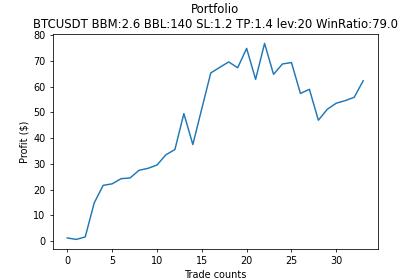 Portfolio
BTCUSDT BBM:2.6 BBL:140 SL:1.2 TP:1.4 lev:20 WinRatio:79.0
80
70
60
50
40
30
20
10
0
Profit ($)
0 5 10 15 20 25 30
Trade counts